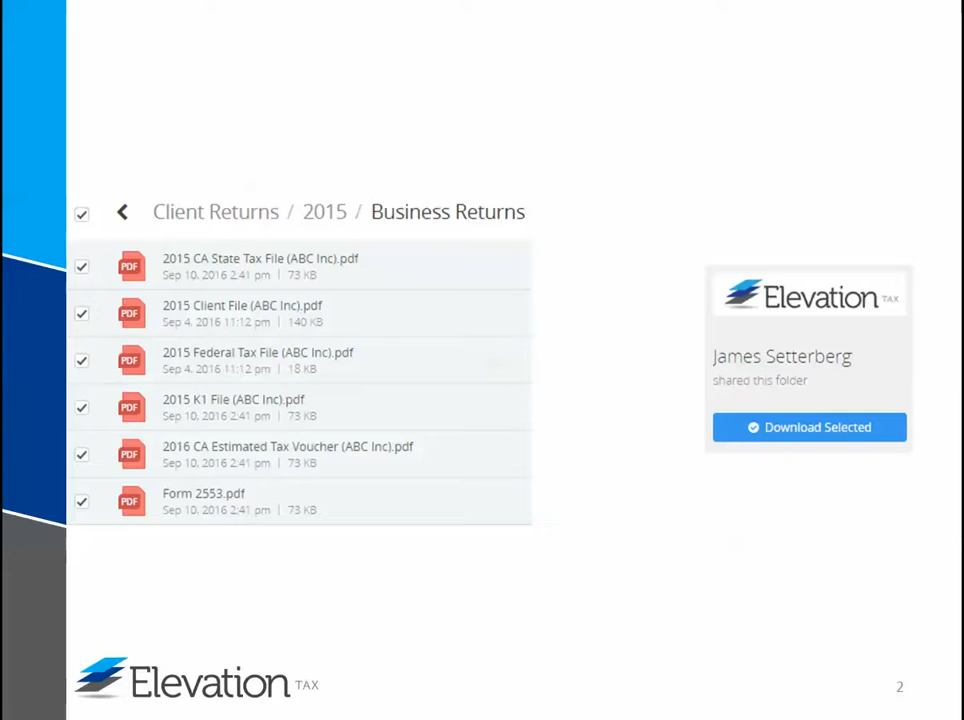 Client Returns / 2015 / Business Returns
PDF 2015 CA State Tax File (ABC Inc).pdf
Sep 10, 2016 2:41 pm | 73 KB
PDF 2015 Client File (ABC Inc).pdf
Sep 4, 2016 11:12 pm | 140 KB
PDF 2015 Federal Tax File (ABC Inc).pdf
Sep 4, 2016 11:12 pm | 18 KB
PDF 2015 K1 File (ABC Inc).pdf
Sep 10, 2016 2:41 pm | 73 KB
PDF 2016 CA Estimated Tax Voucher (ABC Inc).pdf
Sep 10, 2016 2:41 pm | 73 KB
PDF Form 2553.pdf
Sep 10, 2016 2:41 pm | 73 KB
Elevation TAX
James Setterberg
shared this folder
Download Selected
Elevation TAX
2